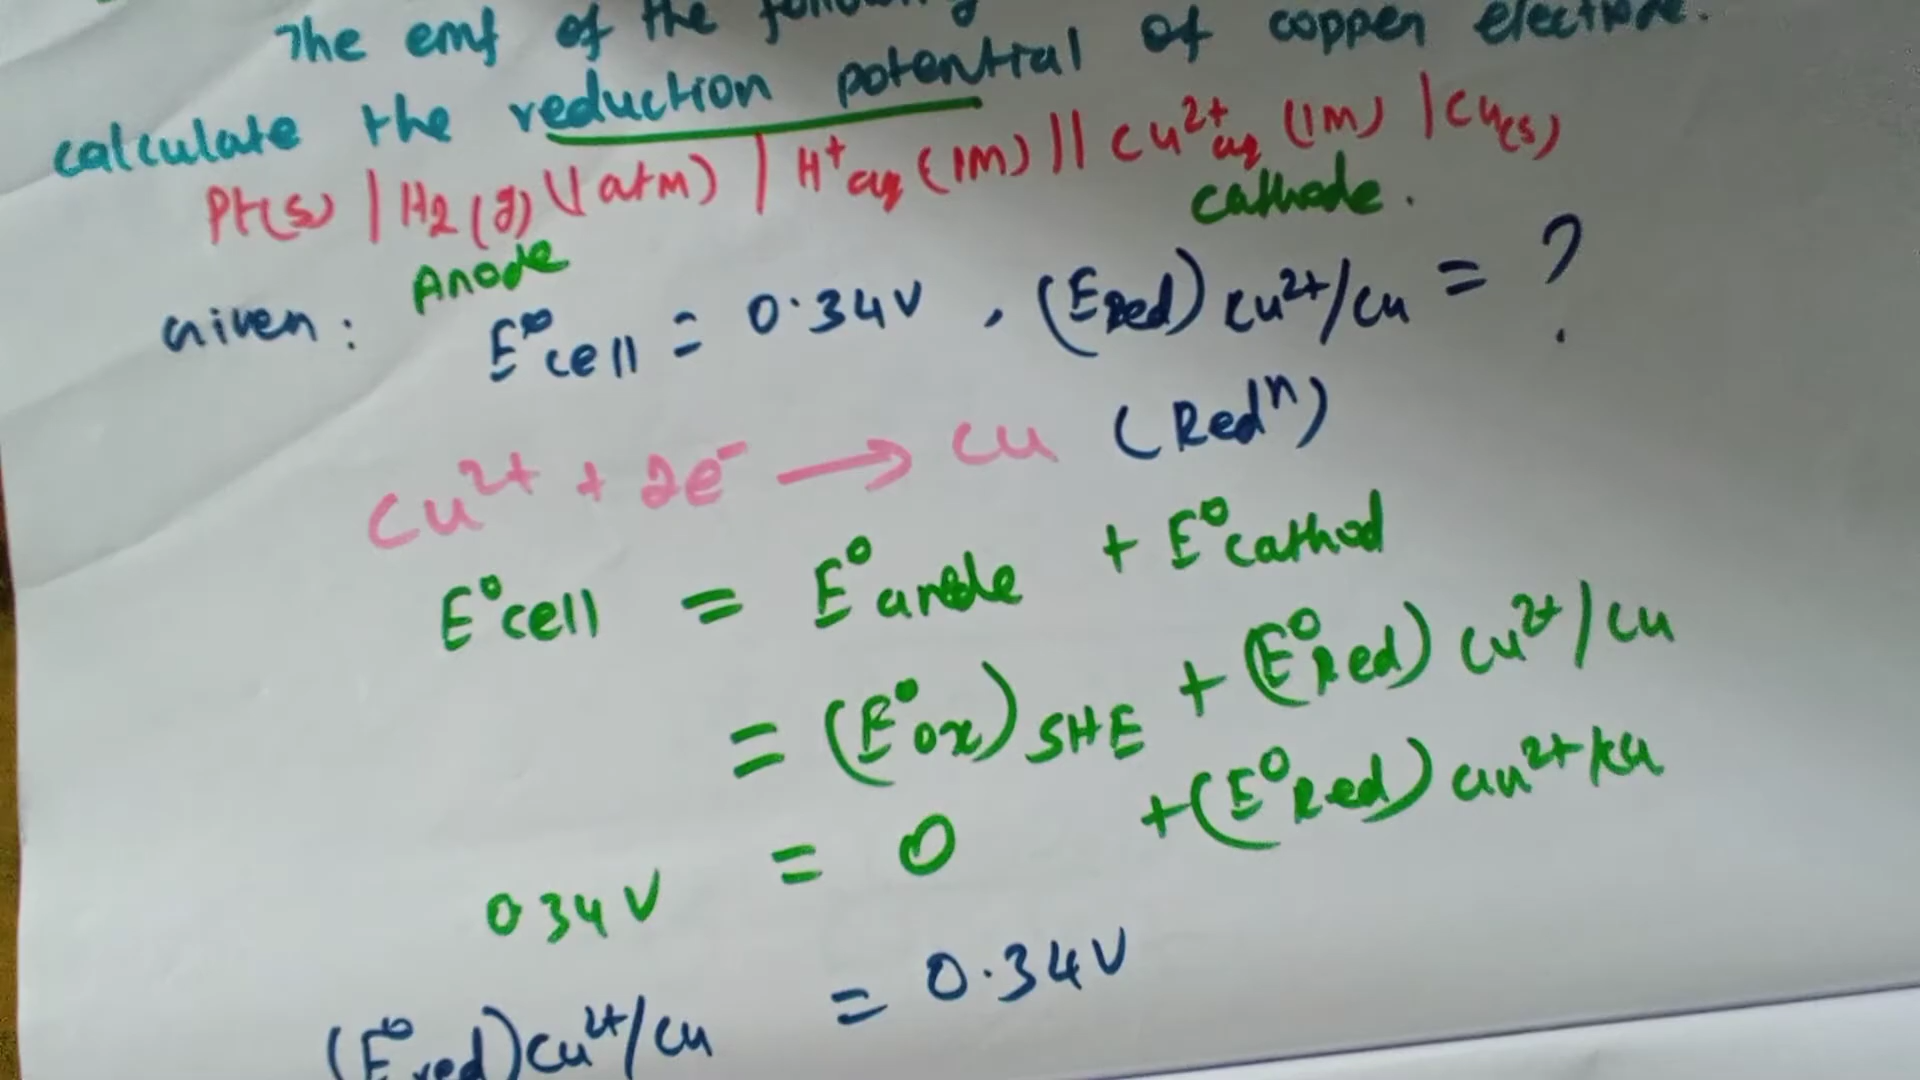 The emf of the following
calculate the reduction potential of copper electrode.
Pt(s) | H2(g) (1atm) | H+aq (1M) || Cu2+aq (1M) | Cu(s)
Anode cathode.
Given: E°cell = 0.34V, (ERed) Cu2+/Cu = ?
Cu2+ + 2e- → Cu (Redn)
E°cell = E°anode + E°cathod
= (E°ox) SHE + (E°Red) Cu2+/Cu
0.34V = 0 + (E°Red) Cu2+/Cu
(E°red) Cu2+/Cu = 0.34V